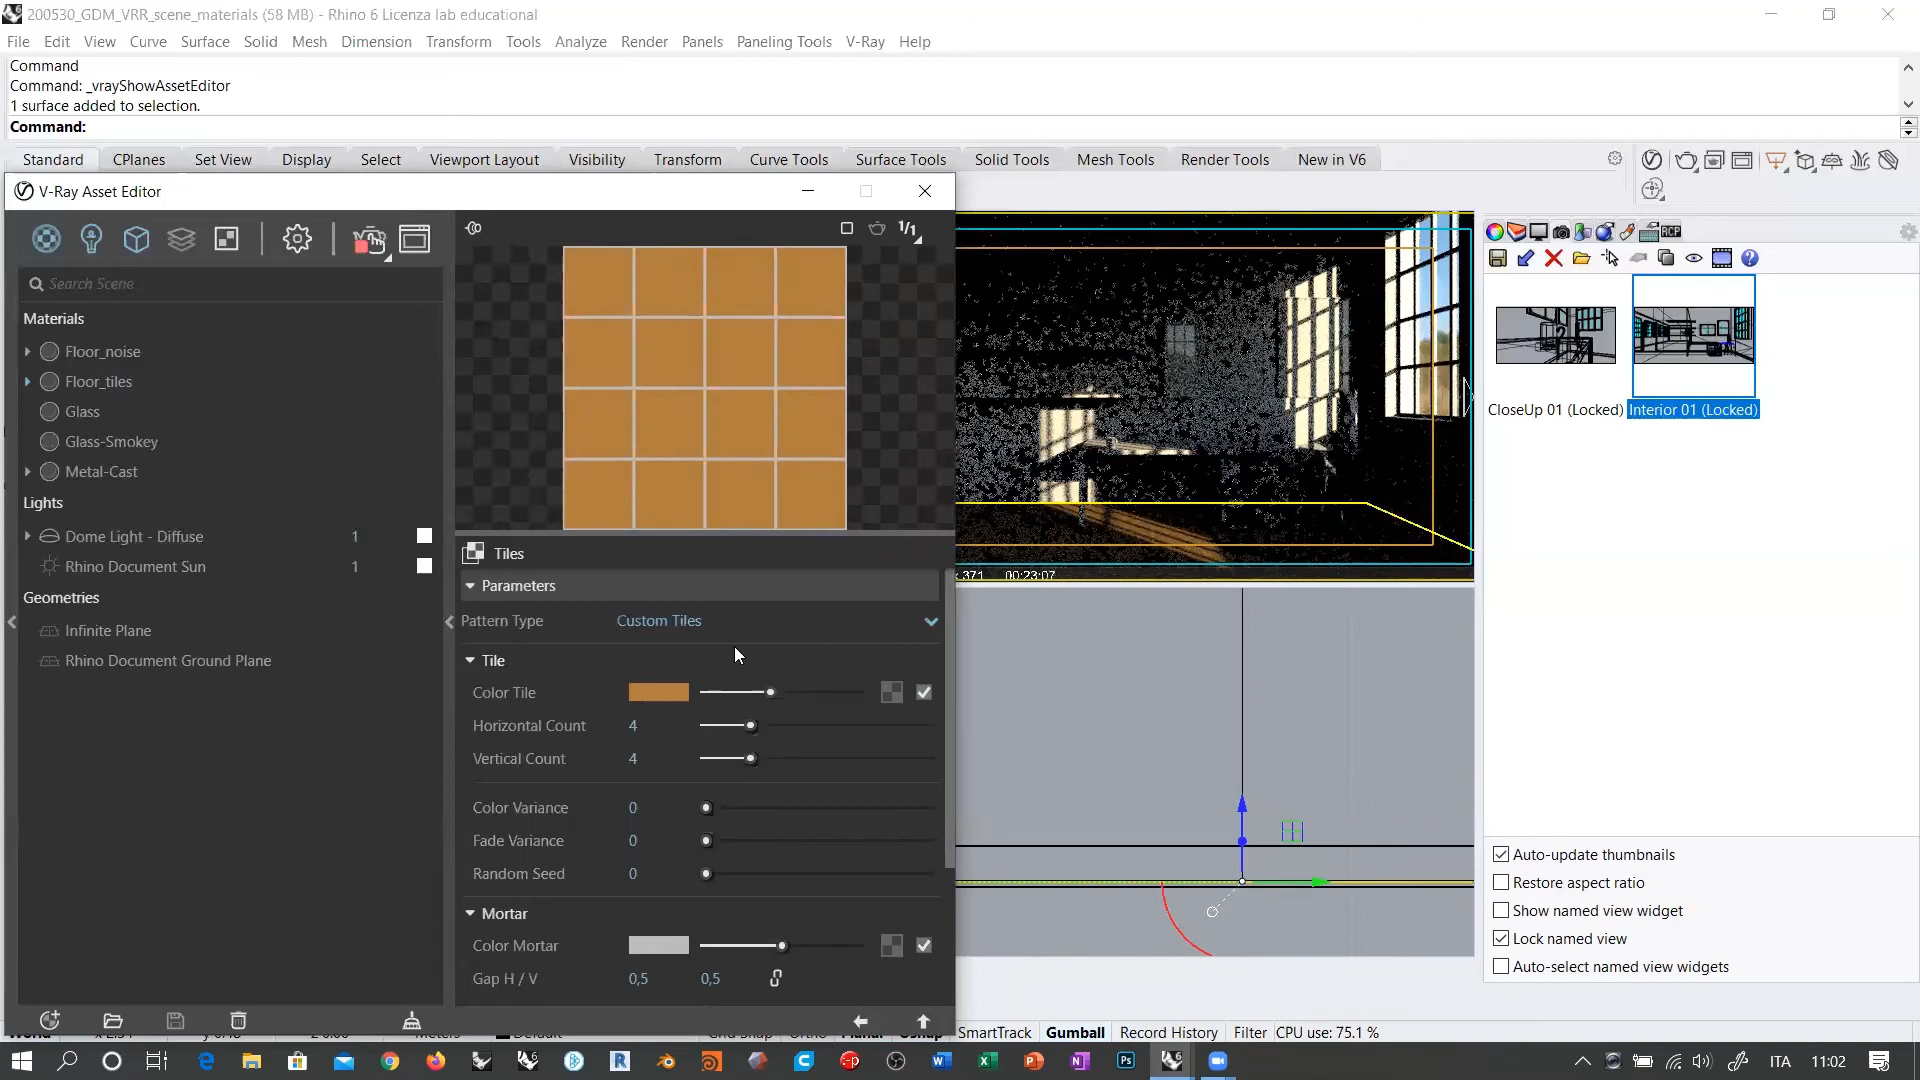 200530_GDM_VRR_scene_materials (58 MB) - Rhino 6 Licenza lab educational
File Edit View Curve Surface Solid Mesh Dimension Transform Tools Analyze Render Panels Paneling Tools V-Ray Help
Command
Command: _vrayShowAssetEditor
1 surface added to selection.
Command:
Standard CPlanes Set View Display Select Viewport Layout Visibility Transform Curve Tools Surface Tools Solid Tools Mesh Tools Render Tools New in V6
V-Ray Asset Editor
1/1
Search Scene
Materials
Floor_noise
Floor_tiles
Glass
Glass-Smokey
Metal-Cast
Lights
Dome Light - Diffuse 1
Rhino Document Sun 1
Geometries
Infinite Plane
Rhino Document Ground Plane
Tiles
Parameters
Pattern Type Custom Tiles
Tile
Color Tile
Horizontal Count 4
Vertical Count 4
Color Variance 0
Fade Variance 0
Random Seed 0
Mortar
Color Mortar
Gap H / V 0,5 0,5
371 00:23:07
RCP
CloseUp 01 (Locked) Interior 01 (Locked)
Auto-update thumbnails
Restore aspect ratio
Show named view widget
Lock named view
Auto-select named view widgets
SmartTrack Gumball Record History Filter CPU use: 75.1 %
ITA 11:02